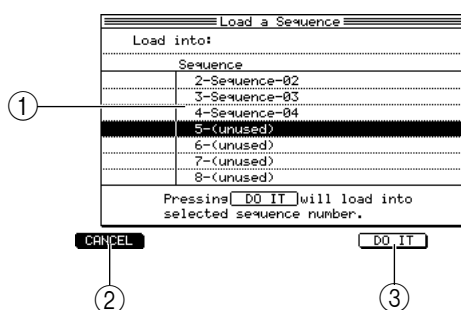 Load a Sequence
Load into:
Sequence
2-Sequence-02
3-Sequence-03
4-Sequence-04
5-(unused)
6-(unused)
7-(unused)
8-(unused)
Pressing DO IT will load into
selected sequence number.
CANCEL DO IT
1
2 3